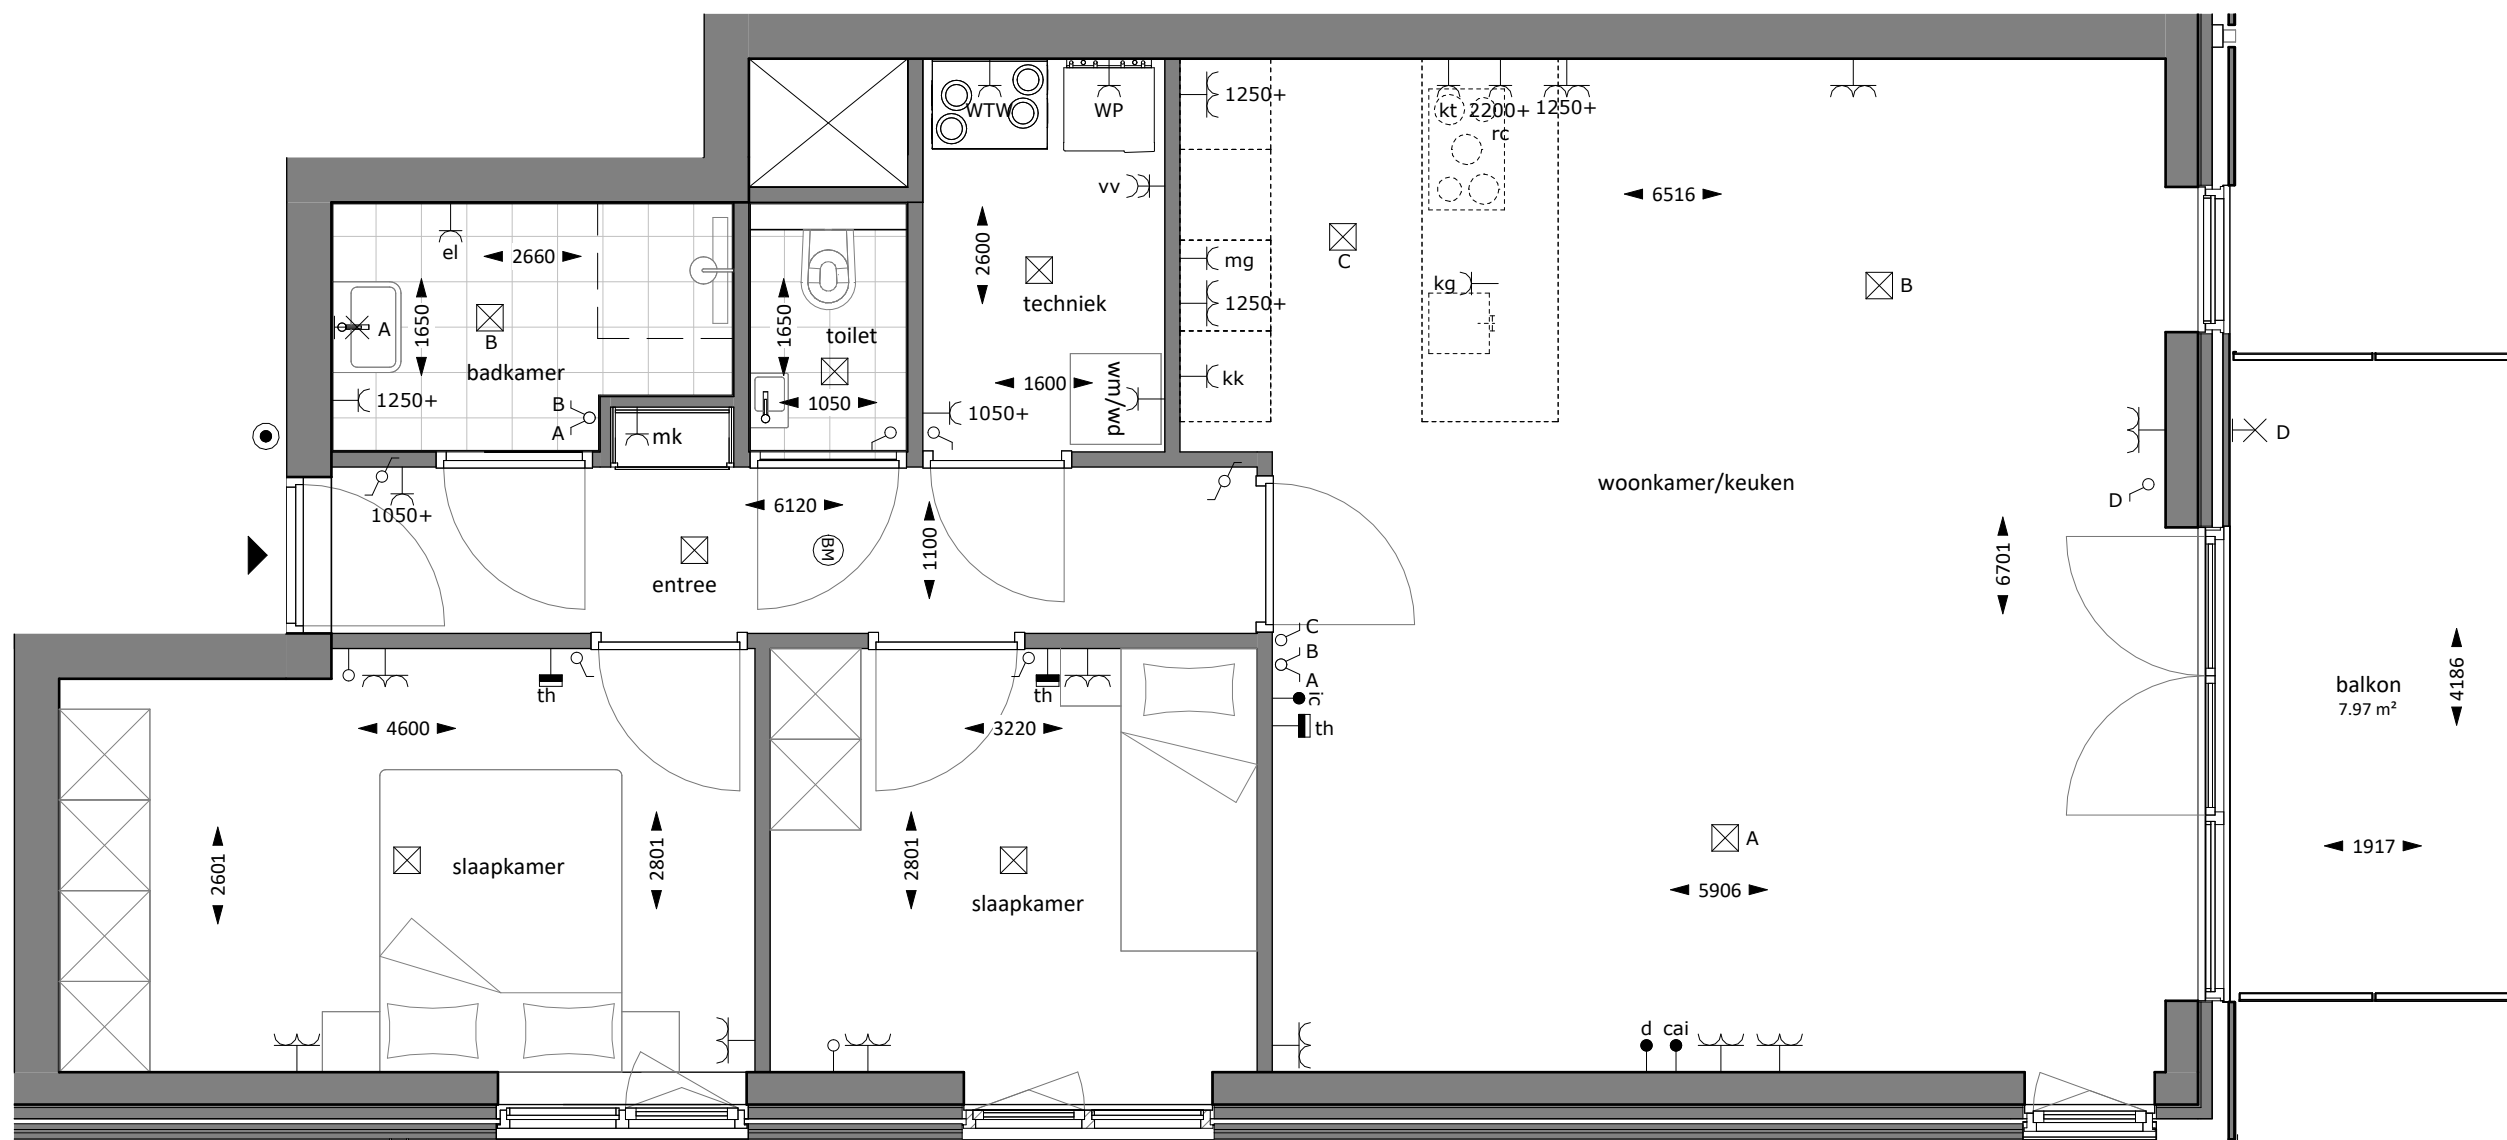 1250+
kt
2200+
1250+
rc
WTW
WP
vv
6516
el
2660
2600
C
mg
kg
B
techniek
1250+
A
1650
B
1650
toilet
badkamer
kk
1600
wm/wd
1250+
B
A
1050
1050+
mk
D
woonkamer/keuken
D
1050+
6120
BM
1100
entree
6701
C
B
A
ic
th
th
th
balkon
7.97 m²
4186
4600
3220
2601
slaapkamer
2801
2801
slaapkamer
A
1917
5906
d
cai